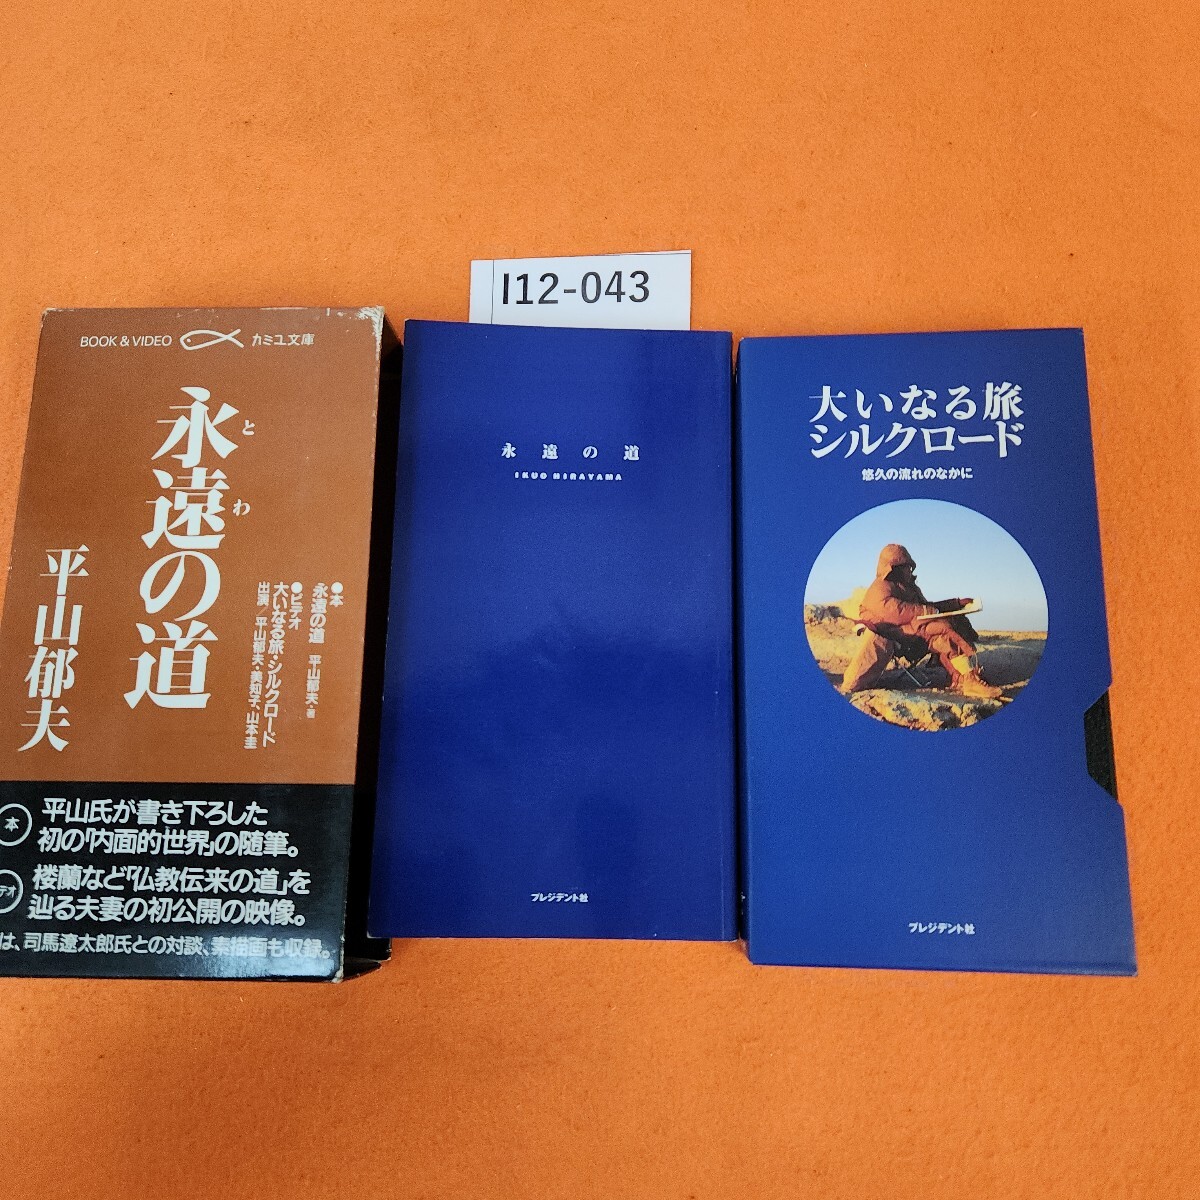 I12-043
BOOK & VIDEO カミユ文庫
永遠の道
とわ
平山郁夫
●本
永遠の道 平山郁夫・著
●ビデオ
大いなる旅・シルクロード
出演/平山郁夫・美知子、山本圭
本
平山氏が書き下ろした
初の「内面的世界」の随筆。
デオ
楼蘭など「仏教伝来の道」を
辿る夫妻の初公開の映像。
は、司馬遼太郎氏との対談、素描画も収録。
永遠の道
IKUO HIRAYAMA
プレジデント社
大いなる旅
シルクロード
悠久の流れのなかに
プレジデント社